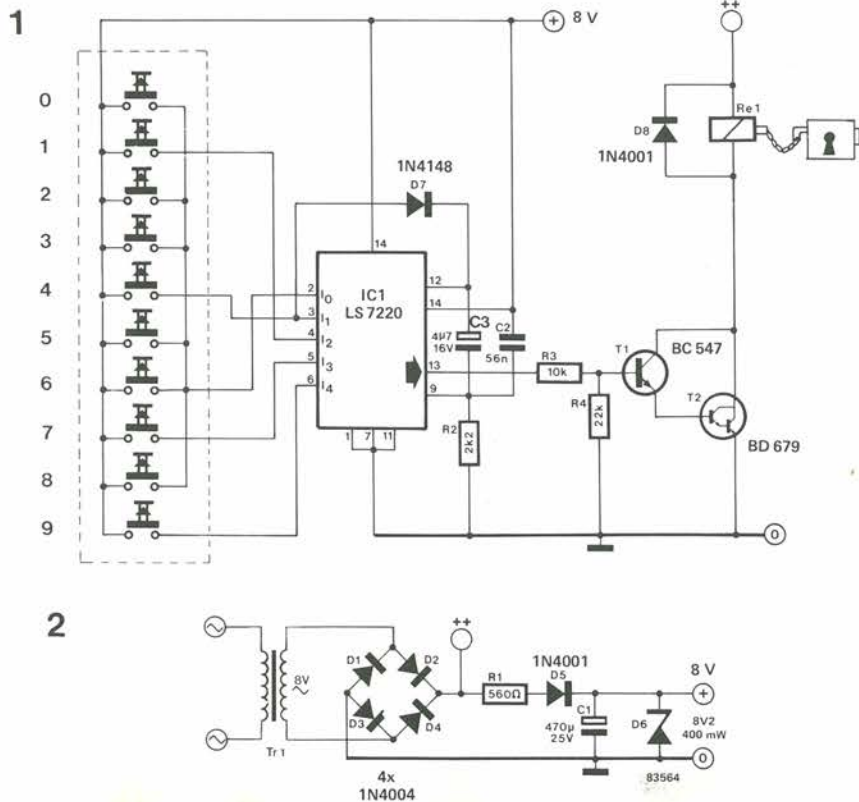 1
8 V
++
0
1
2
3
4
5
6
7
8
9
1N4148
D7
D8
1N4001
Re1
14
IC1
LS7220
2 I0
3 I1
4 I2
5 I3
6 I4
12
14
13
9
1 7 11
C3
4µ7
16V
C2
56n
R2
2k2
R3
10k
R4
22k
T1
BC 547
T2
BD 679
0
2
8V
Tr1
D1
D2
D3
D4
4x
1N4004
++
R1
560Ω
1N4001
D5
C1
470µ
25V
D6
8V2
400 mW
8 V
0
83564